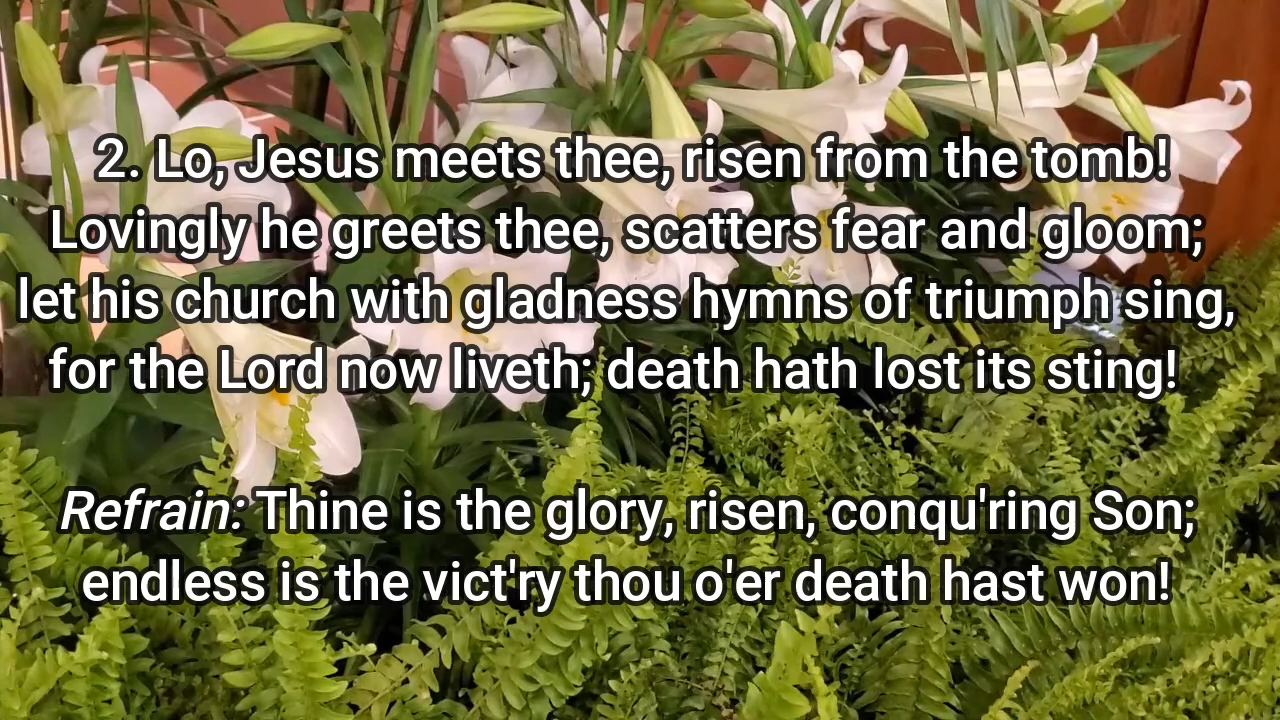 2. Lo, Jesus meets thee, risen from the tomb!
Lovingly he greets thee, scatters fear and gloom;
let his church with gladness hymns of triumph sing,
for the Lord now liveth; death hath lost its sting!
Refrain: Thine is the glory, risen, conqu'ring Son;
endless is the vict'ry thou o'er death hast won!